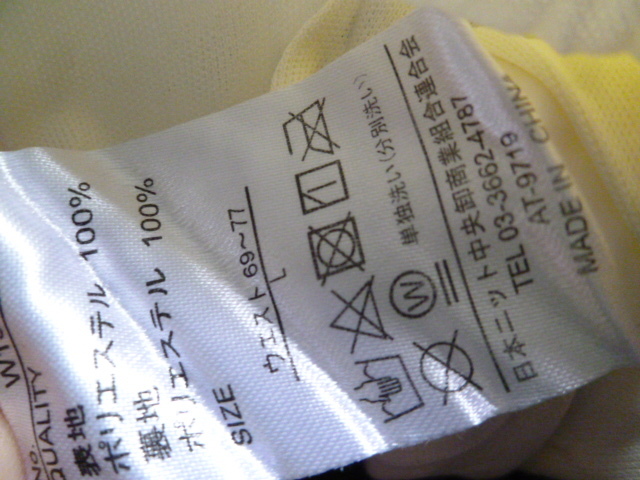 No.
QUALITY
表地
ポリエステル 100%
裏地
ポリエステル 100%
SIZE
ウエスト 69~77
L
W
単独洗い(分別洗い)
日本ニット中央卸商業組合連合会
TEL 03-3662-4787
AT-9719
MADE IN CHINA